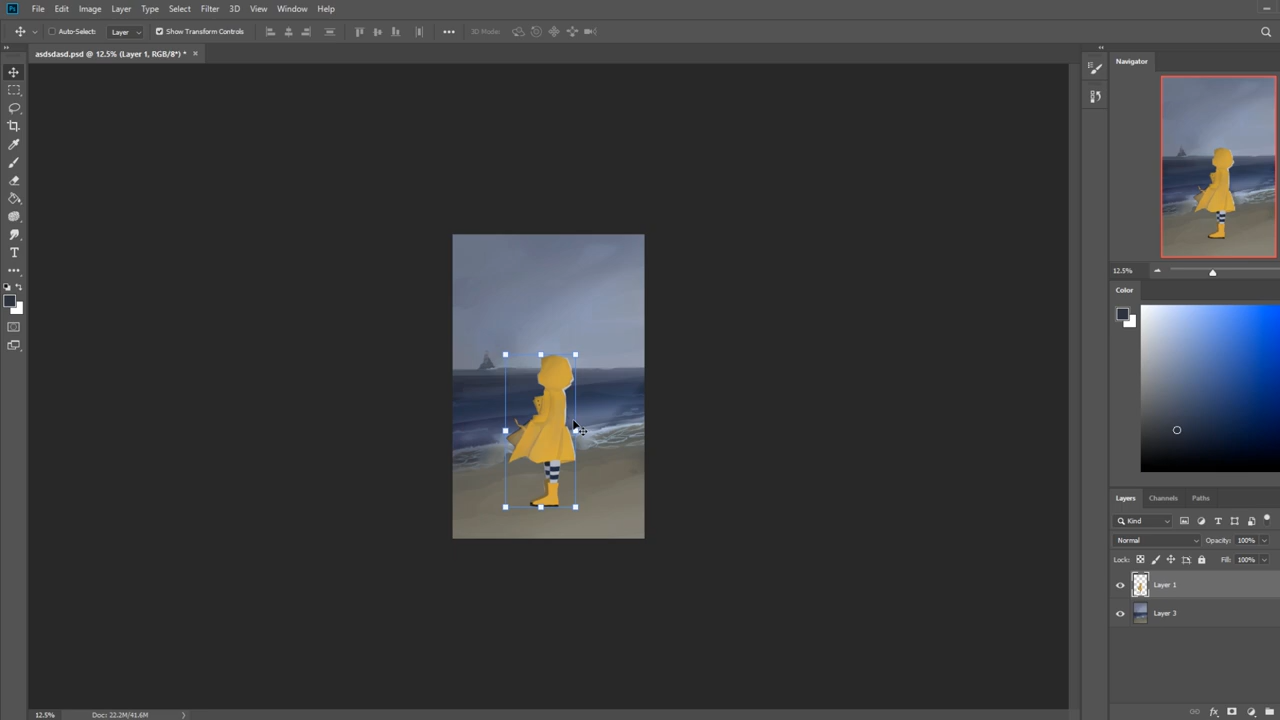 Ps File Edit Image Layer Type Select Filter 3D View Window Help
Auto-Select: Layer Show Transform Controls 3D Mode:
asdsdasd.psd @ 12.5% (Layer 1, RGB/8*) * ×
Navigator
12.5%
Color
Layers Channels Paths
Kind
Normal Opacity: 100%
Lock: Fill: 100%
Layer 1
Layer 3
fx
12.5% Doc: 22.2M/41.6M